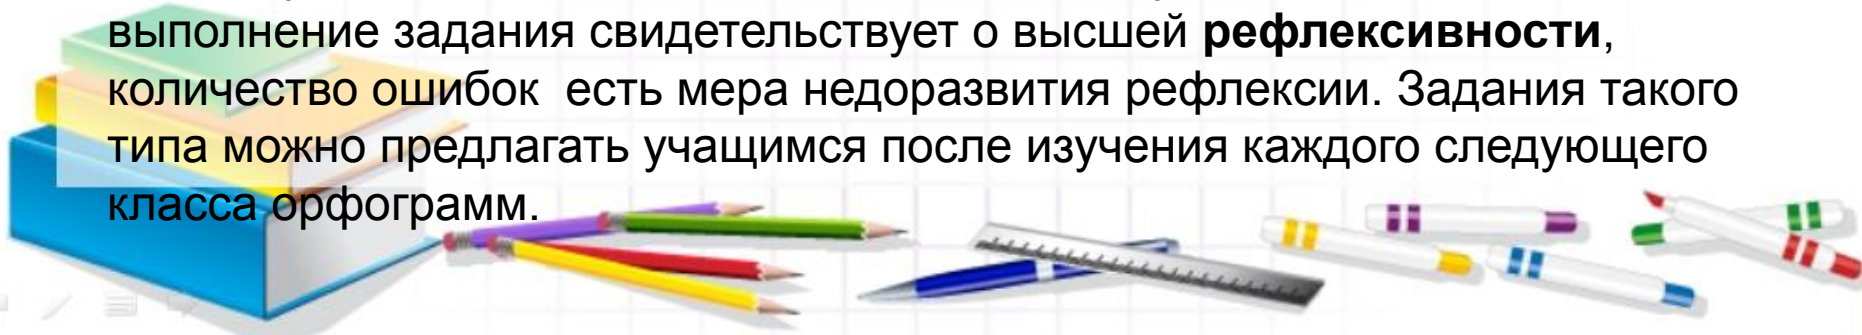 выполнение задания свидетельствует о высшей рефлексивности,
количество ошибок есть мера недоразвития рефлексии. Задания такого
типа можно предлагать учащимся после изучения каждого следующего
класса орфограмм.